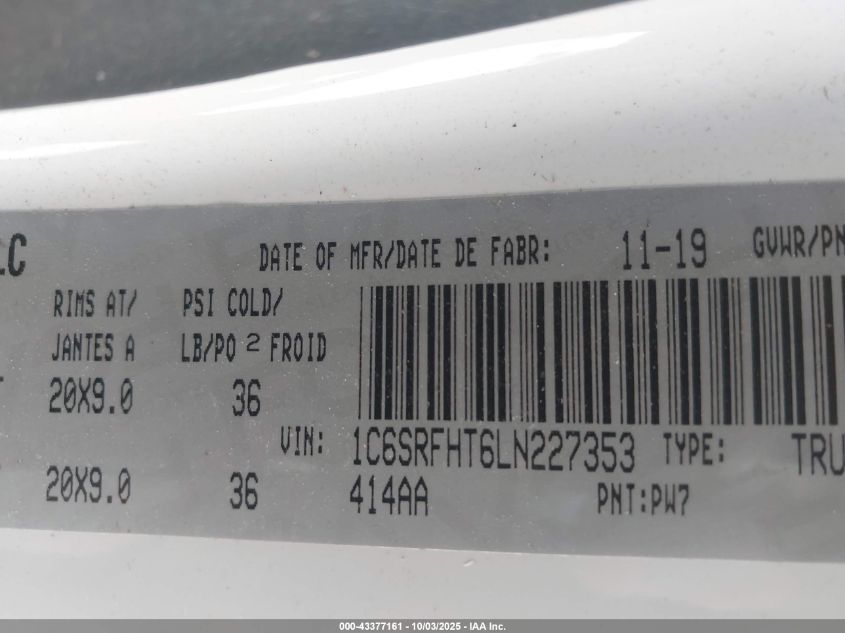 LC DATE OF MFR/DATE DE FABR: 11-19 GVWR/PN
RIMS AT/ PSI COLD/
JANTES A LB/PO 2 FROID
20X9.0 36
VIN: 1C6SRFHT6LN227353 TYPE: TRU
20X9.0 36 414AA PNT:PW7
000-43377161 - 10/03/2025 - IAA Inc.